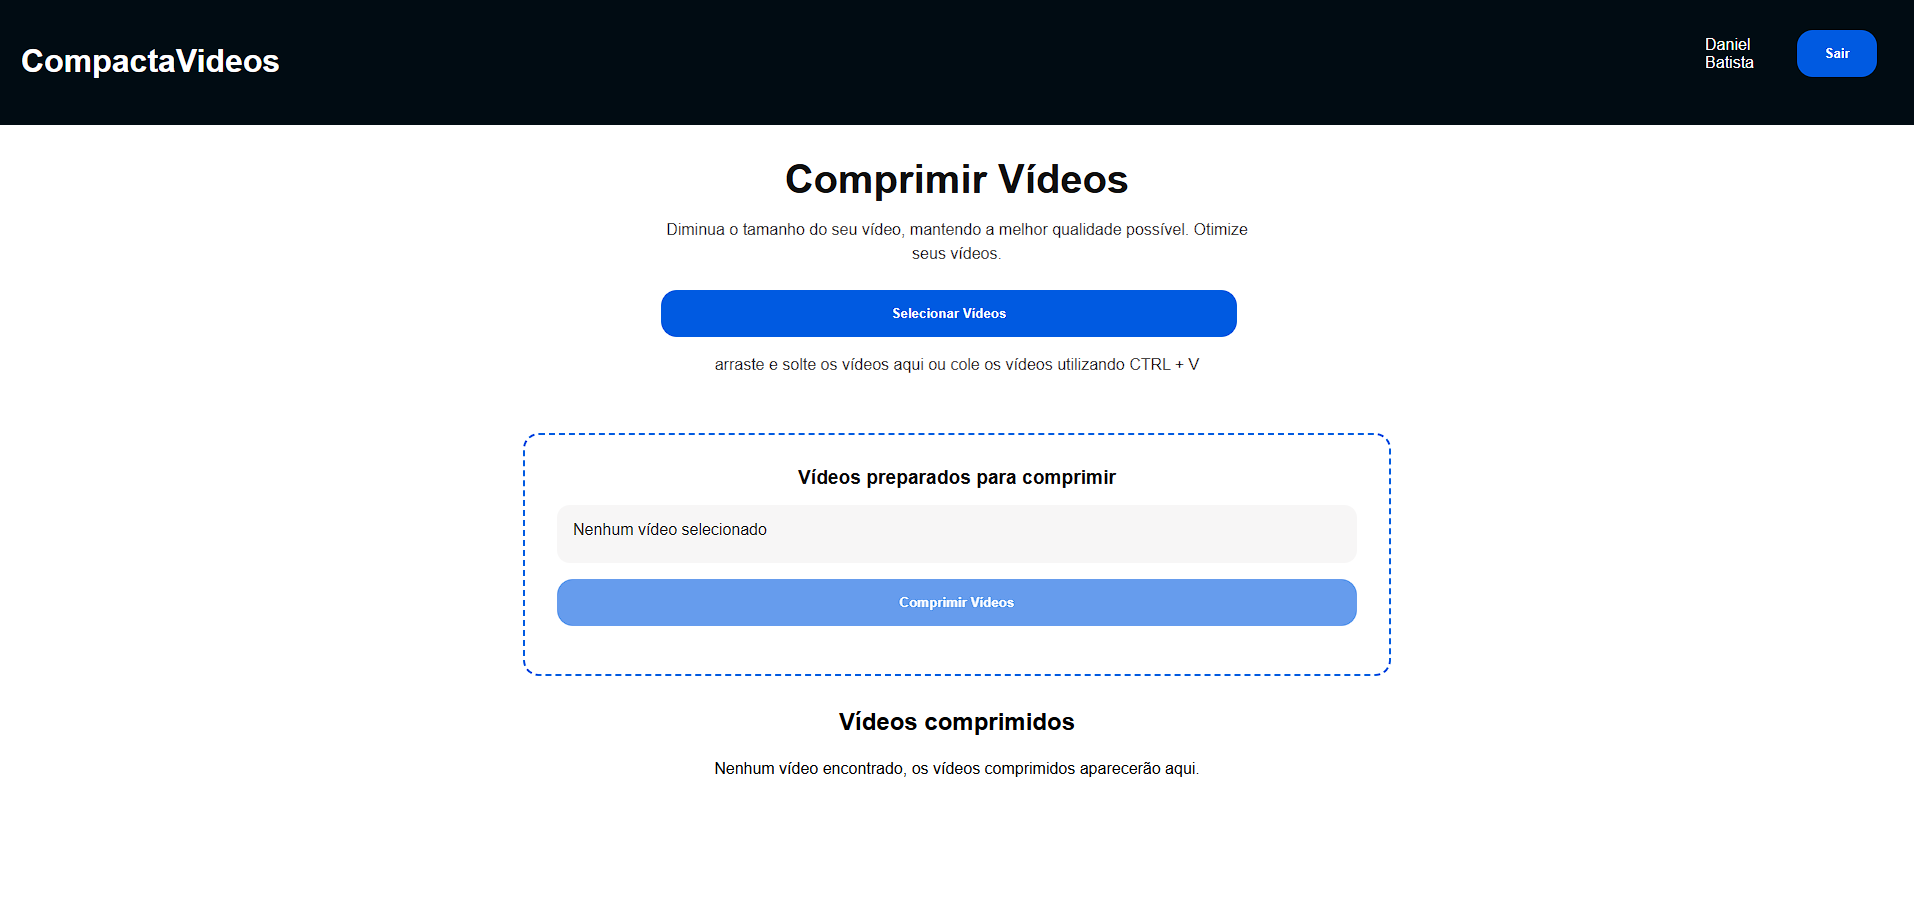 CompactaVideos
Daniel
Batista
Sair
Comprimir Vídeos
Diminua o tamanho do seu vídeo, mantendo a melhor qualidade possível. Otimize
seus vídeos.
Selecionar Vídeos
arraste e solte os vídeos aqui ou cole os vídeos utilizando CTRL + V
Vídeos preparados para comprimir
Nenhum vídeo selecionado
Comprimir Vídeos
Vídeos comprimidos
Nenhum vídeo encontrado, os vídeos comprimidos aparecerão aqui.